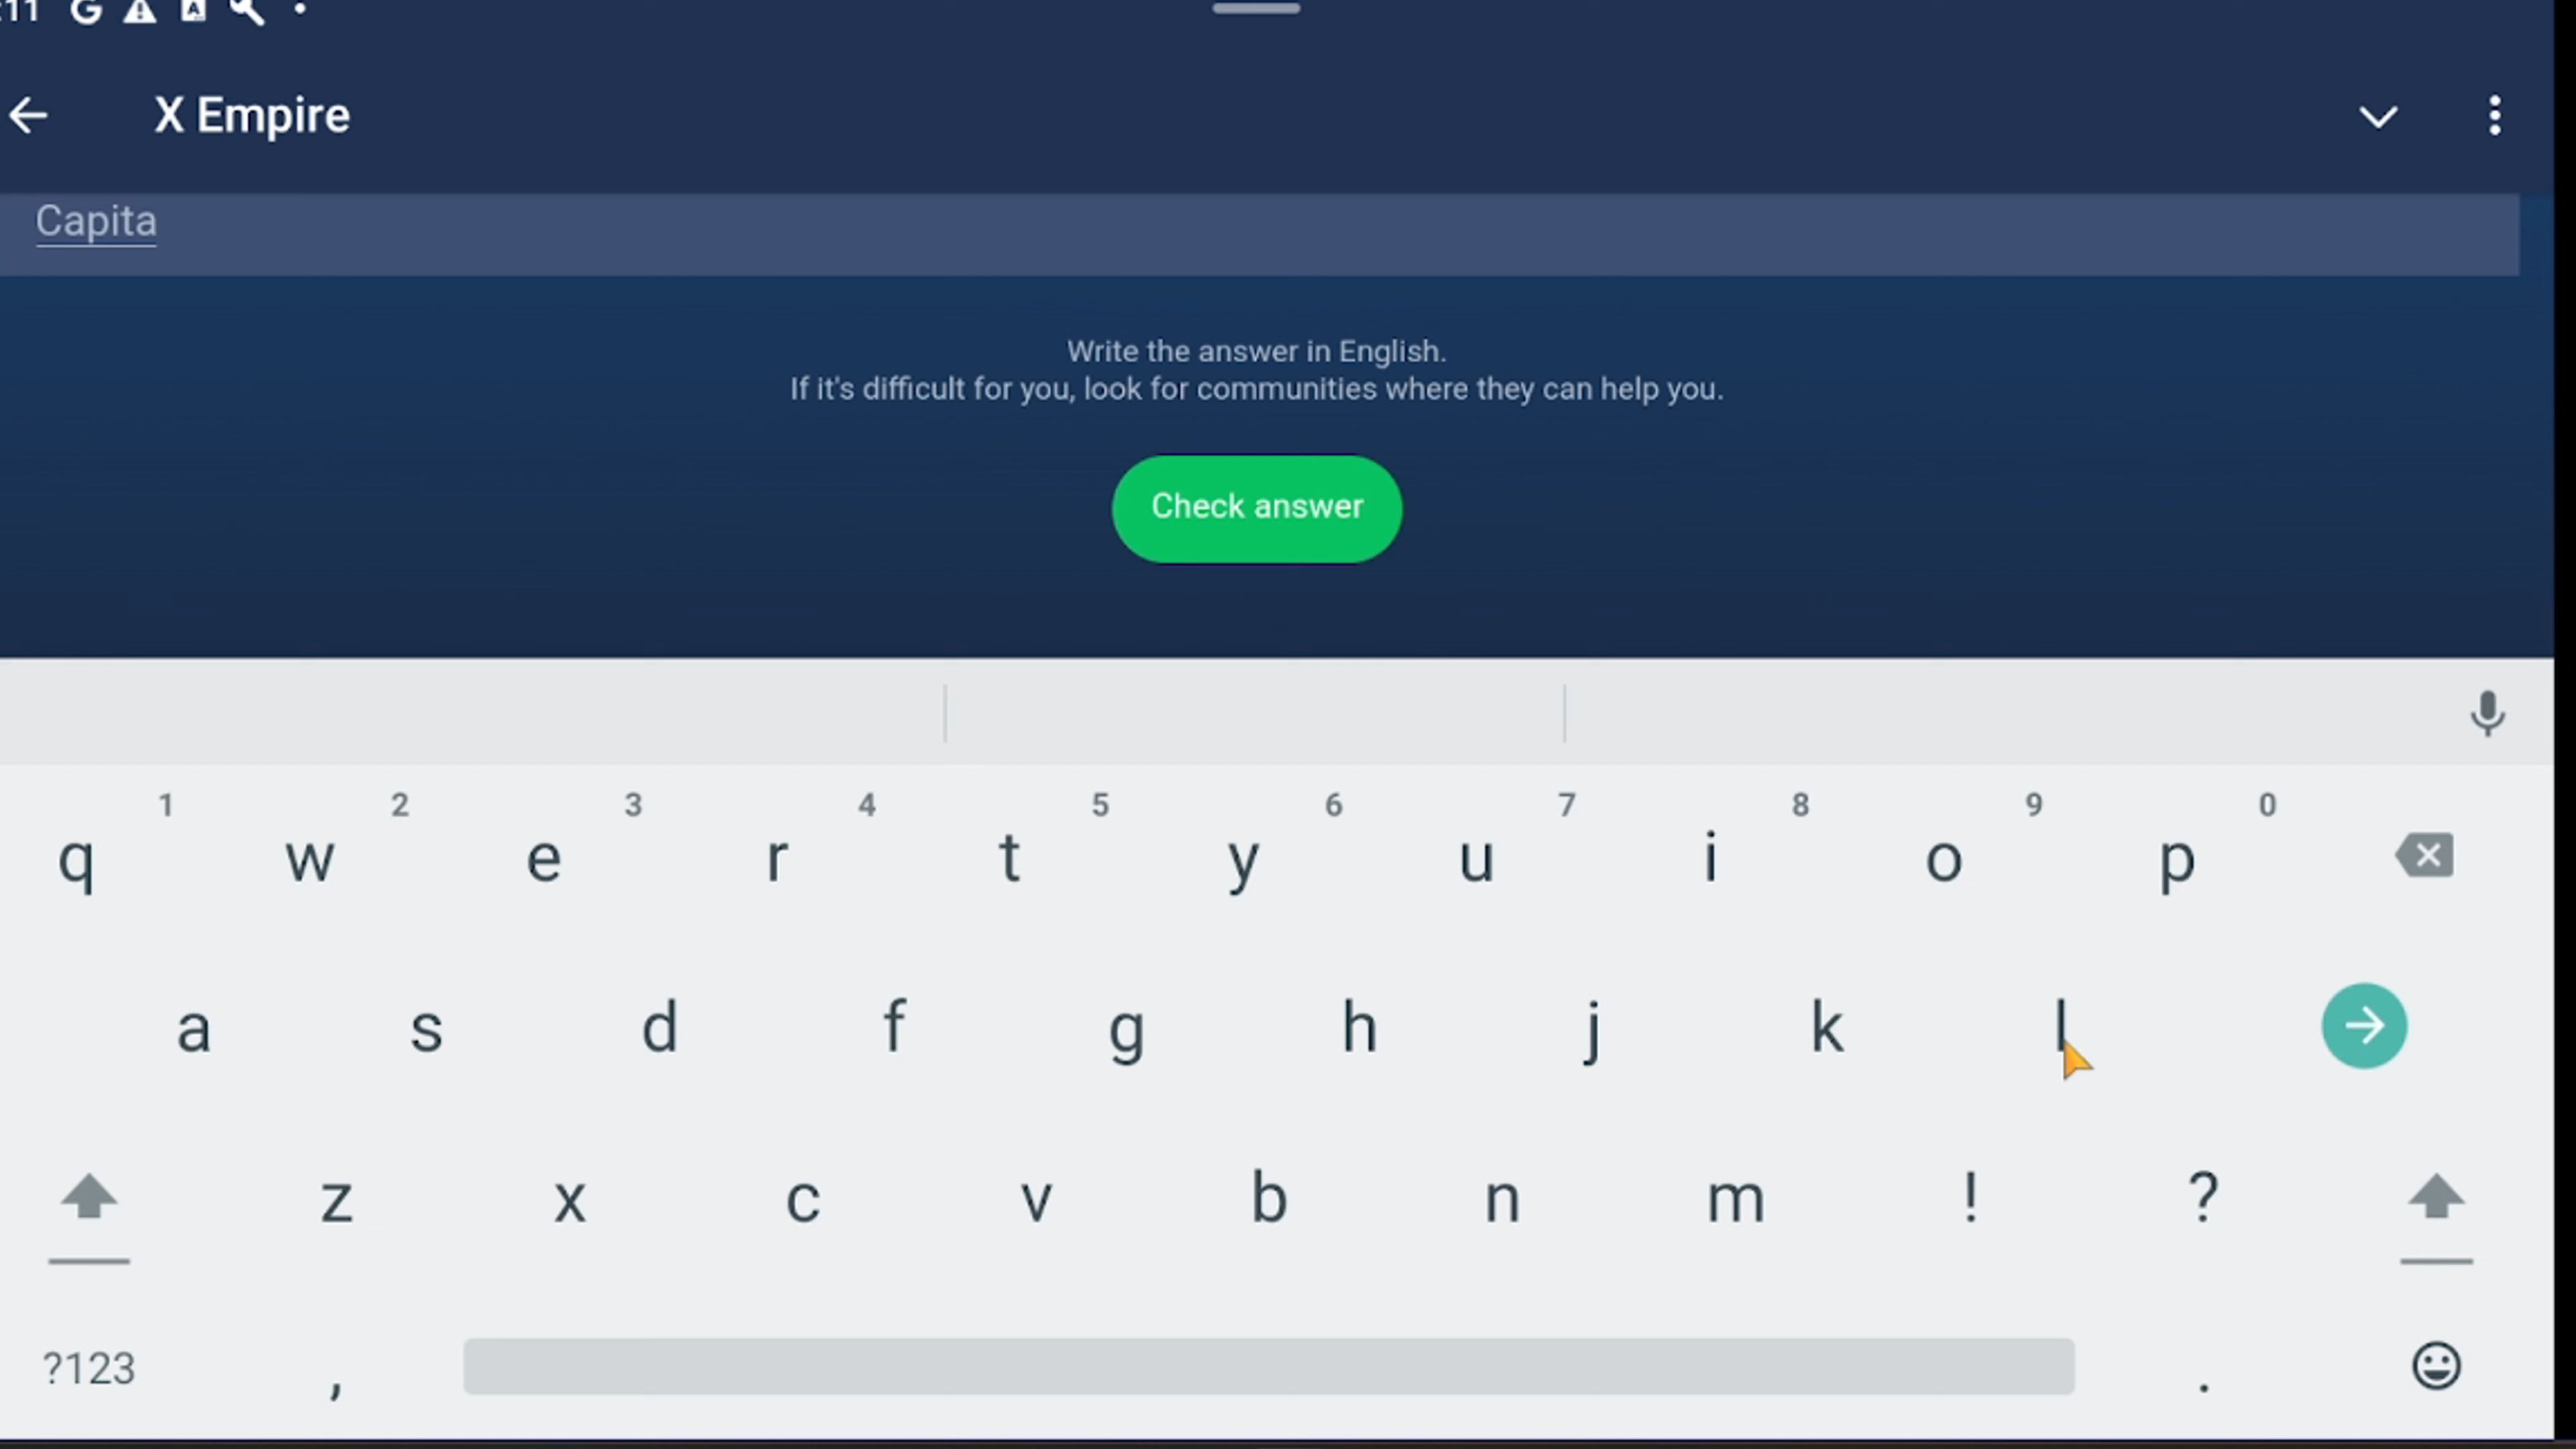 :11
X Empire
Capita
Write the answer in English.
If it's difficult for you, look for communities where they can help you.
Check answer
1 2 3 4 5 6 7 8 9 0
q w e r t y u i o p
a s d f g h j k l
z x c v b n m ! ?
?123 , .